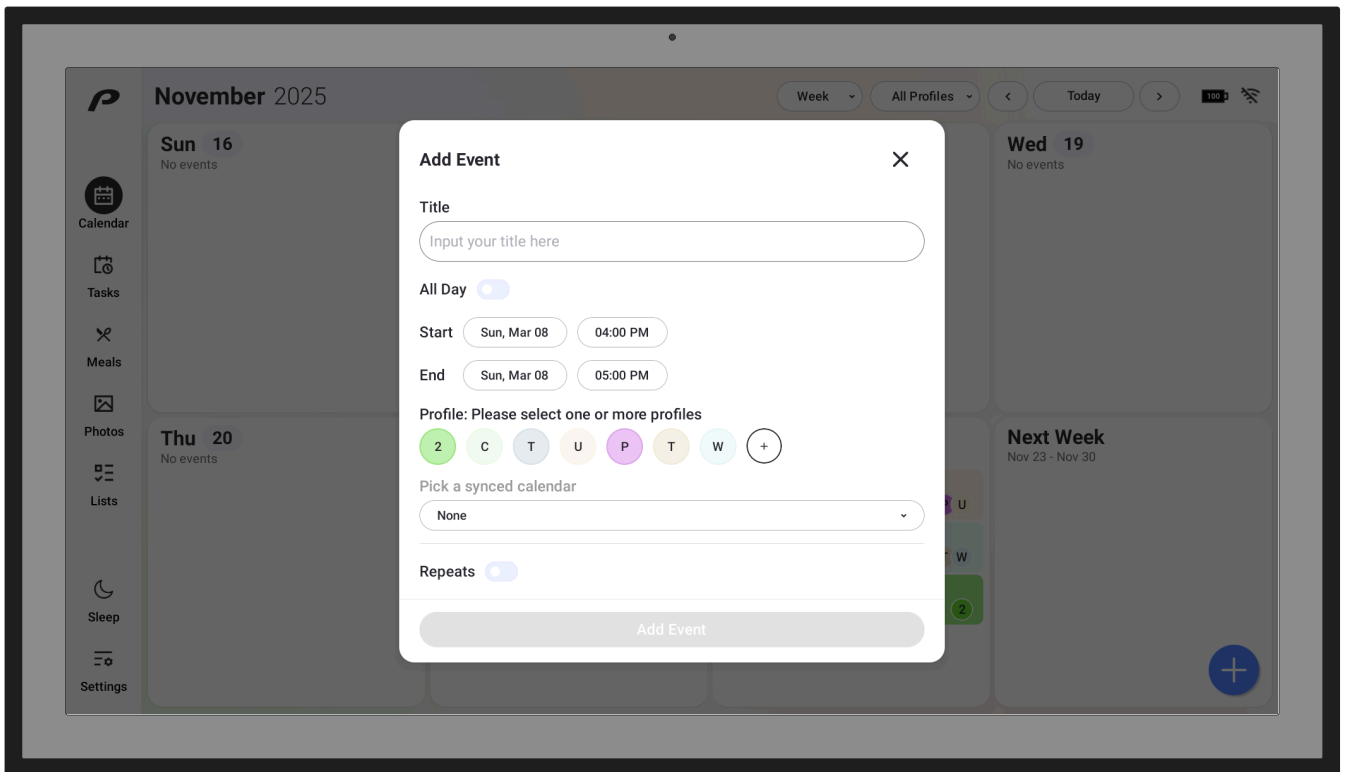 November 2025
Week
All Profiles
Today
100
Sun 16
No events
Wed 19
No events
Calendar
Tasks
Meals
Photos
Lists
Sleep
Settings
Thu 20
No events
Next Week
Nov 23 - Nov 30
U
W
2
Add Event
Title
Input your title here
All Day
Start Sun, Mar 08 04:00 PM
End Sun, Mar 08 05:00 PM
Profile: Please select one or more profiles
2 C T U P T W +
Pick a synced calendar
None
Repeats
Add Event